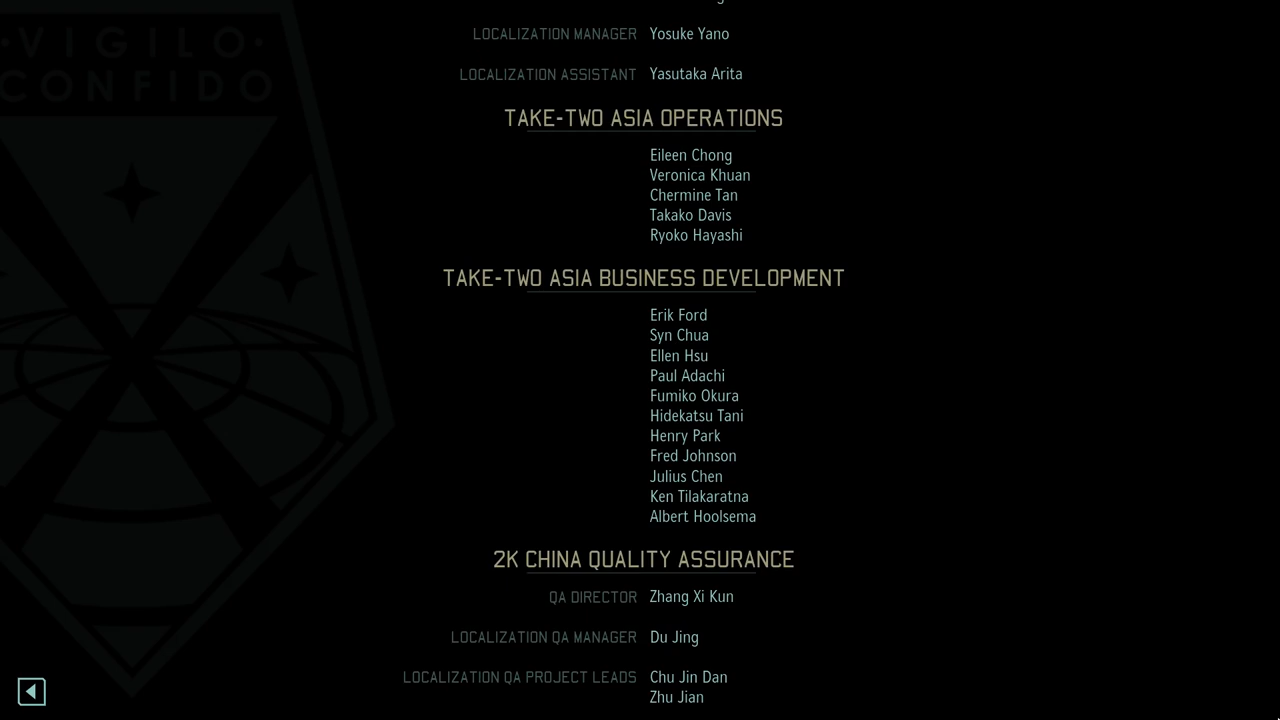 ·VIGILO·
CONFIDO
LOCALIZATION MANAGER Yosuke Yano
LOCALIZATION ASSISTANT Yasutaka Arita
TAKE-TWO ASIA OPERATIONS
Eileen Chong
Veronica Khuan
Chermine Tan
Takako Davis
Ryoko Hayashi
TAKE-TWO ASIA BUSINESS DEVELOPMENT
Erik Ford
Syn Chua
Ellen Hsu
Paul Adachi
Fumiko Okura
Hidekatsu Tani
Henry Park
Fred Johnson
Julius Chen
Ken Tilakaratna
Albert Hoolsema
2K CHINA QUALITY ASSURANCE
QA DIRECTOR Zhang Xi Kun
LOCALIZATION QA MANAGER Du Jing
LOCALIZATION QA PROJECT LEADS Chu Jin Dan
Zhu Jian